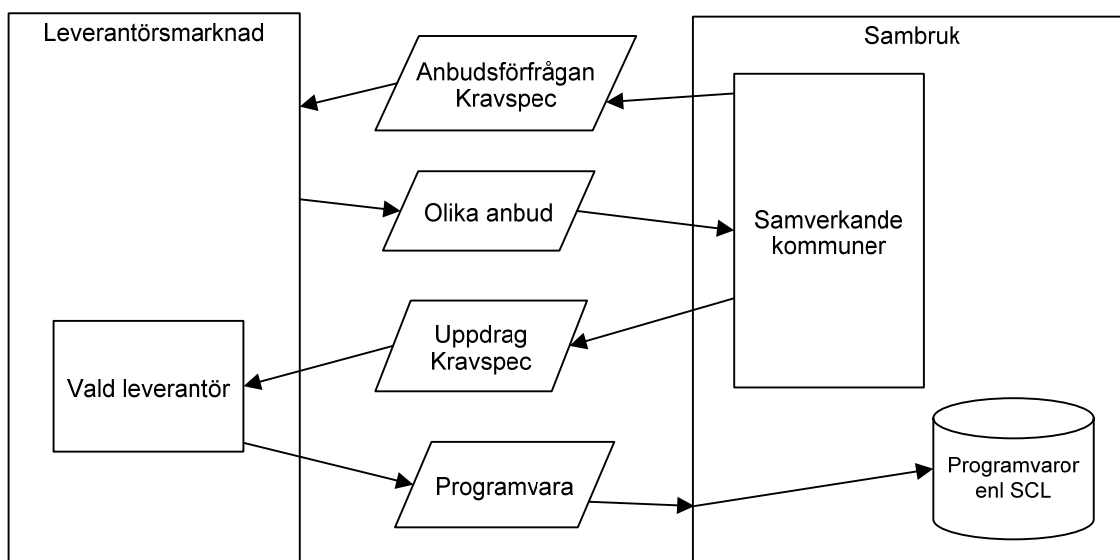 Leverantörsmarknad
Sambruk
Anbudsförfrågan
Kravspec
Olika anbud
Samverkande
kommuner
Uppdrag
Kravspec
Vald leverantör
Programvara
Programvaror
enl SCL